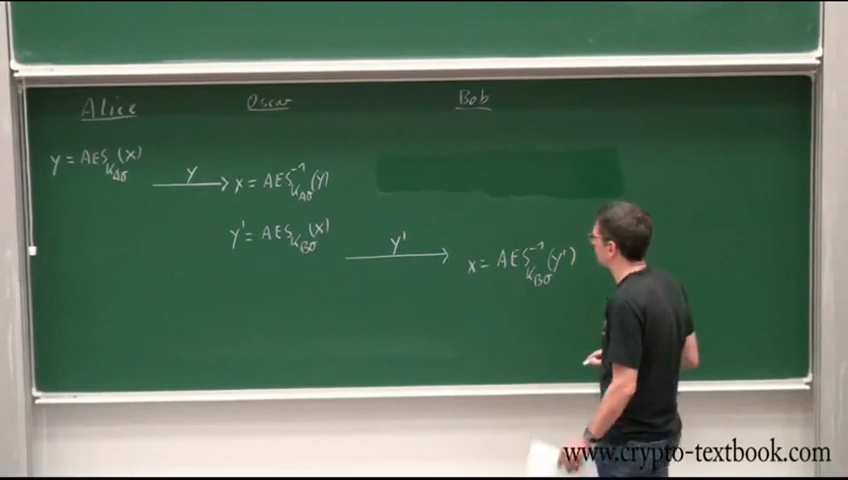 Alice Oscar Bob
y = AES_{K_{AO}}(x)
y → x = AES^{-1}_{K_{AO}}(y)
y' = AES_{K_{BO}}(x)
y' → x = AES^{-1}_{K_{BO}}(y')
www.crypto-textbook.com